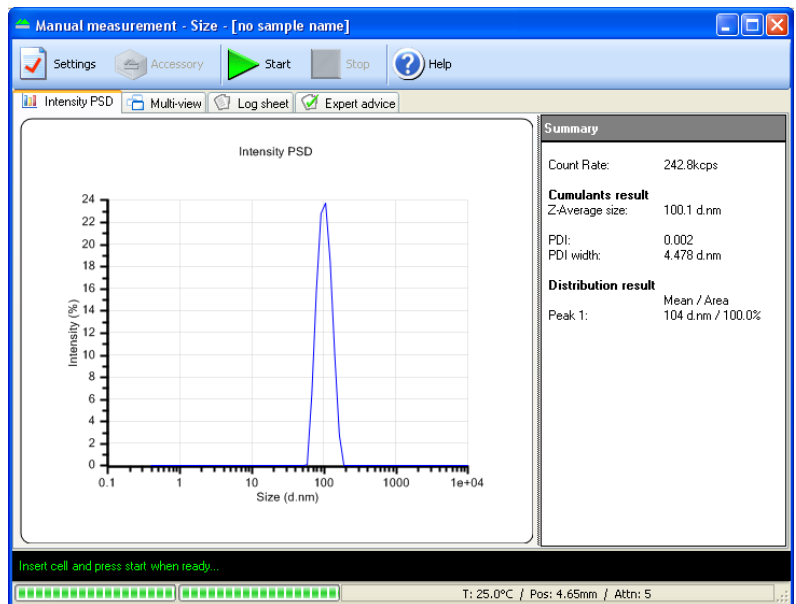 Manual measurement - Size - [no sample name]
Settings Accessory Start Stop Help
Intensity PSD Multi-view Log sheet Expert advice
Intensity PSD
24
22
20
18
16
14
12
10
8
6
4
2
0
Intensity (%)
0.1 1 10 100 1000 1e+04
Size (d.nm)
Summary
Count Rate: 242.8kcps
Cumulants result
Z-Average size: 100.1 d.nm
PDI: 0.002
PDI width: 4.478 d.nm
Distribution result
Mean / Area
Peak 1: 104 d.nm / 100.0%
Insert cell and press start when ready...
T: 25.0°C / Pos: 4.65mm / Attn: 5